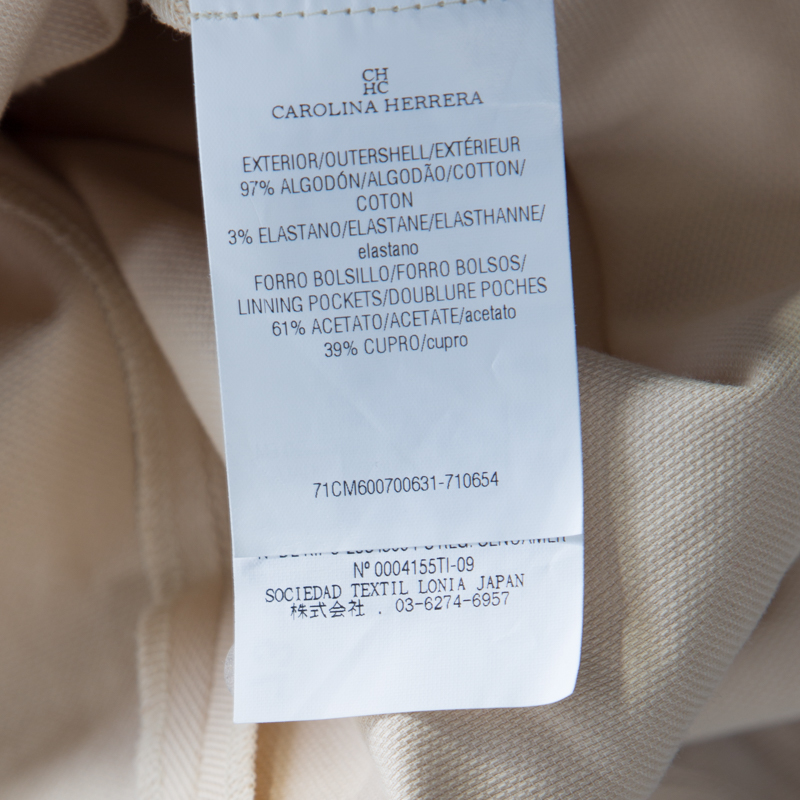 CH
HC
CAROLINA HERRERA
EXTERIOR/OUTERSHELL/EXTÉRIEUR
97% ALGODÓN/ALGODÃO/COTTON/
COTON
3% ELASTANO/ELASTANE/ELASTHANNE/
elastano
FORRO BOLSILLO/FORRO BOLSOS/
LINNING POCKETS/DOUBLURE POCHES
61% ACETATO/ACETATE/acetato
39% CUPRO/cupro
71CM600700631-710654
Nº 0004155TI-09
SOCIEDAD TEXTIL LONIA JAPAN
株式会社 . 03-6274-6957